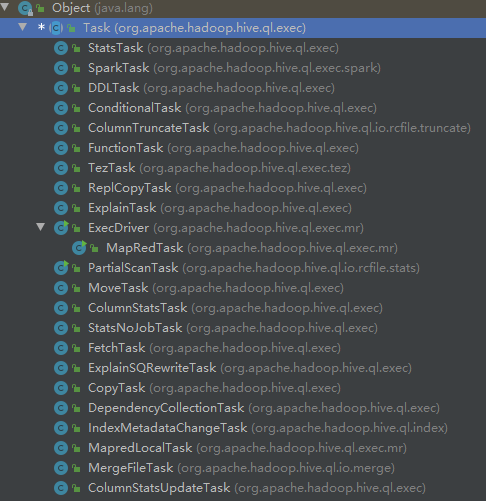 Object (java.lang)
* Task (org.apache.hadoop.hive.ql.exec)
StatsTask (org.apache.hadoop.hive.ql.exec)
SparkTask (org.apache.hadoop.hive.ql.exec.spark)
DDLTask (org.apache.hadoop.hive.ql.exec)
ConditionalTask (org.apache.hadoop.hive.ql.exec)
ColumnTruncateTask (org.apache.hadoop.hive.ql.io.rcfile.truncate)
FunctionTask (org.apache.hadoop.hive.ql.exec)
TezTask (org.apache.hadoop.hive.ql.exec.tez)
ReplCopyTask (org.apache.hadoop.hive.ql.exec)
ExplainTask (org.apache.hadoop.hive.ql.exec)
ExecDriver (org.apache.hadoop.hive.ql.exec.mr)
MapRedTask (org.apache.hadoop.hive.ql.exec.mr)
PartialScanTask (org.apache.hadoop.hive.ql.io.rcfile.stats)
MoveTask (org.apache.hadoop.hive.ql.exec)
ColumnStatsTask (org.apache.hadoop.hive.ql.exec)
StatsNoJobTask (org.apache.hadoop.hive.ql.exec)
FetchTask (org.apache.hadoop.hive.ql.exec)
ExplainSQRewriteTask (org.apache.hadoop.hive.ql.exec)
CopyTask (org.apache.hadoop.hive.ql.exec)
DependencyCollectionTask (org.apache.hadoop.hive.ql.exec)
IndexMetadataChangeTask (org.apache.hadoop.hive.ql.index)
MapredLocalTask (org.apache.hadoop.hive.ql.exec.mr)
MergeFileTask (org.apache.hadoop.hive.ql.io.merge)
ColumnStatsUpdateTask (org.apache.hadoop.hive.ql.exec)